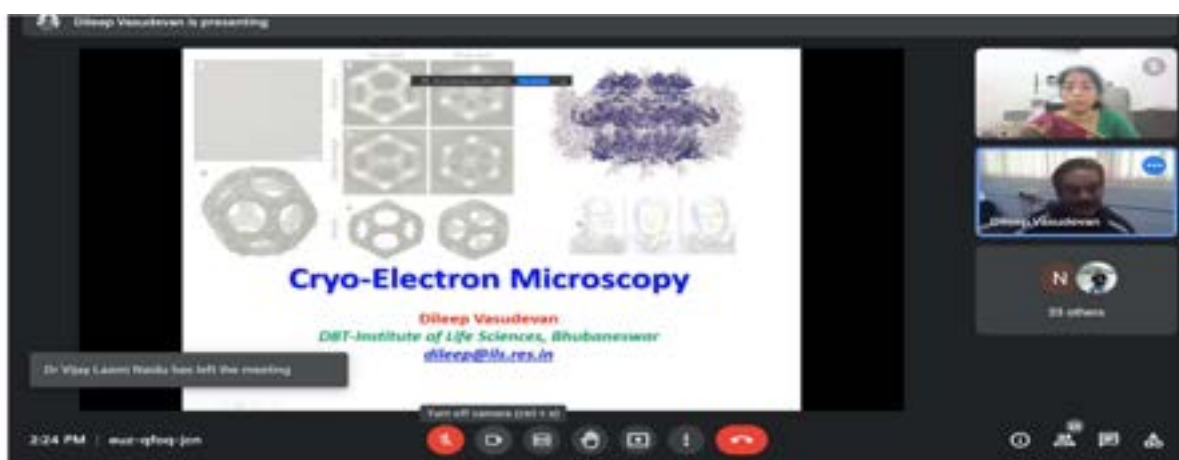 Dileep Vasudevan is presenting
Cryo-Electron Microscopy
Dileep Vasudevan
DBT-Institute of Life Sciences, Bhubaneswar
dileep@ils.res.in
Dileep Vasudevan
N
33 others
Dr Vijay Laxmi Naidu has left the meeting
Turn off camera (ctrl + e)
2:24 PM |